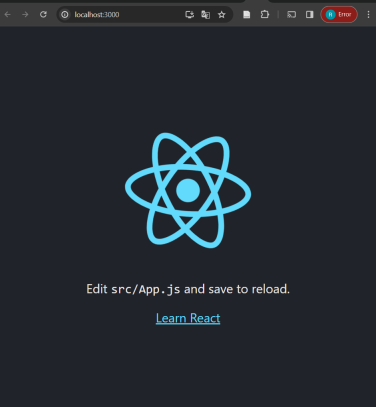 localhost:3000
Error
Edit src/App.js and save to reload.
Learn React